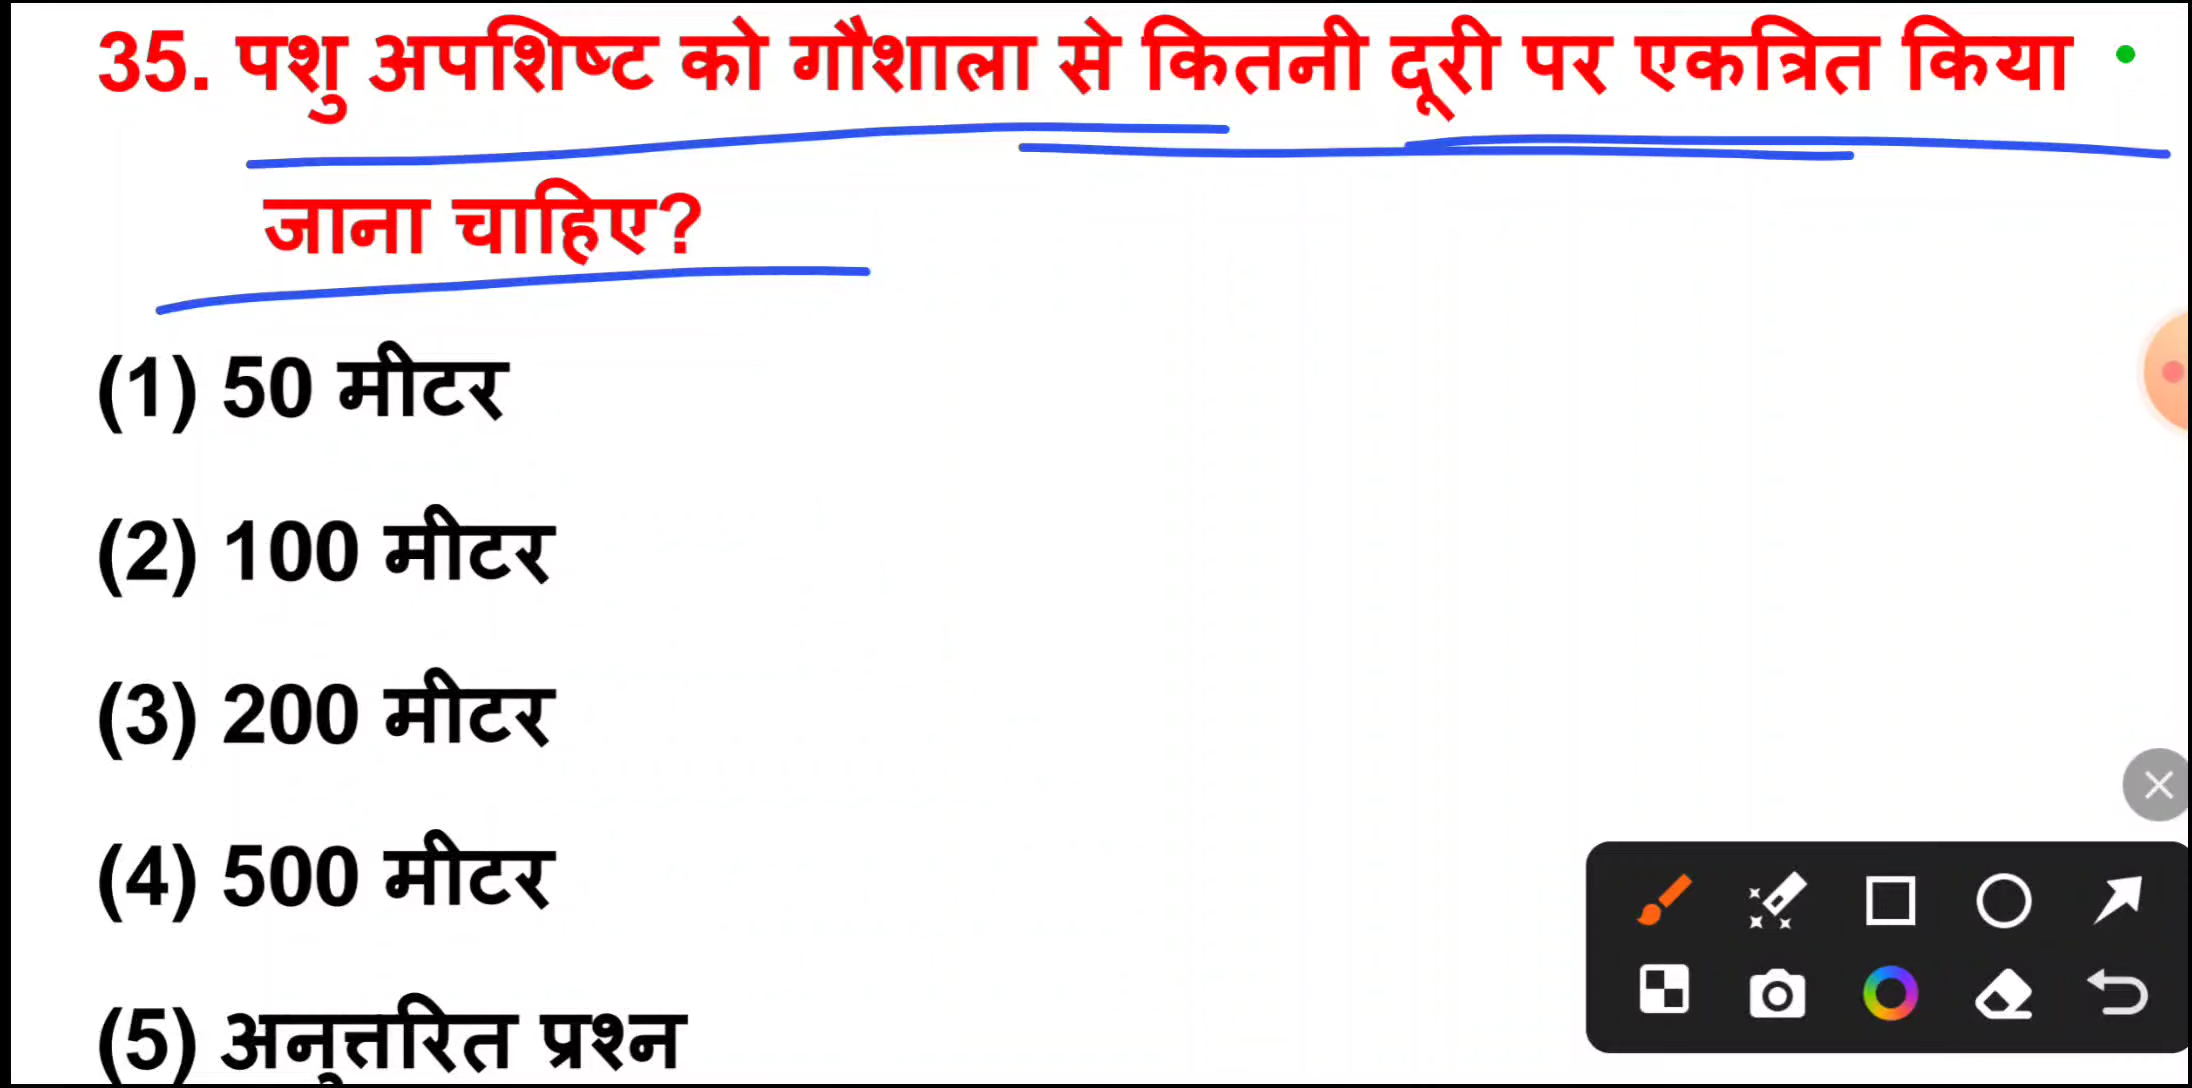 35. पशु अपशिष्ट को गौशाला से कितनी दूरी पर एकत्रित किया
जाना चाहिए?
(1) 50 मीटर
(2) 100 मीटर
(3) 200 मीटर
(4) 500 मीटर
(5) अनुत्तरित प्रश्न